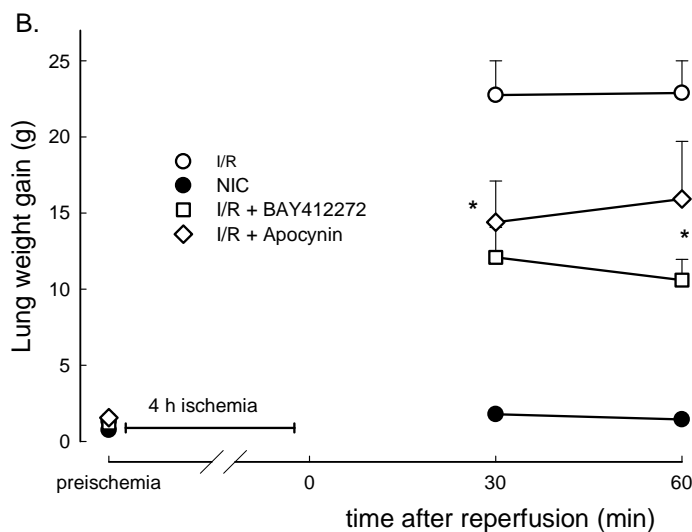 B.
25
20
15
10
5
0
Lung weight gain (g)
I/R
NIC
I/R + BAY412272
I/R + Apocynin
*
*
4 h ischemia
preischemia
0
30
60
time after reperfusion (min)